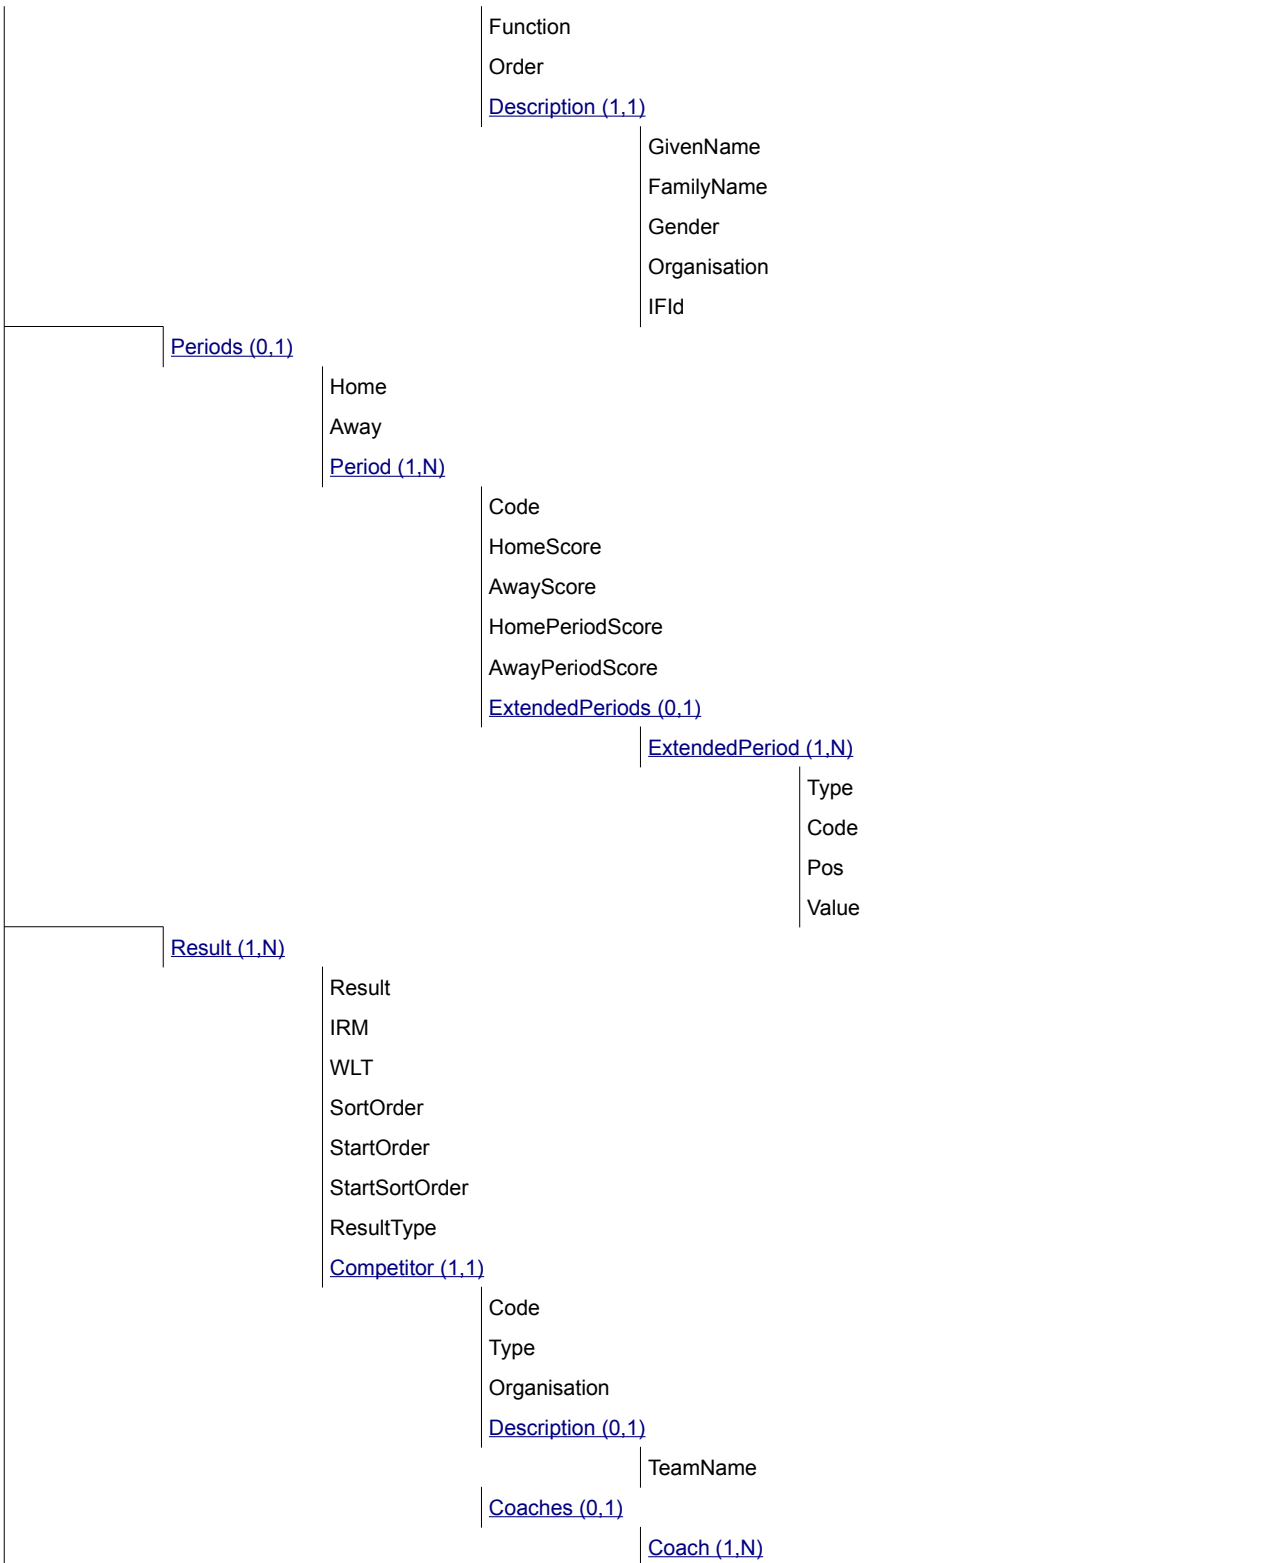 Function
Order
Description (1,1)
GivenName
FamilyName
Gender
Organisation
IFId
Periods (0,1)
Home
Away
Period (1,N)
Code
HomeScore
AwayScore
HomePeriodScore
AwayPeriodScore
ExtendedPeriods (0,1)
ExtendedPeriod (1,N)
Type
Code
Pos
Value
Result (1,N)
Result
IRM
WLT
SortOrder
StartOrder
StartSortOrder
ResultType
Competitor (1,1)
Code
Type
Organisation
Description (0,1)
TeamName
Coaches (0,1)
Coach (1,N)